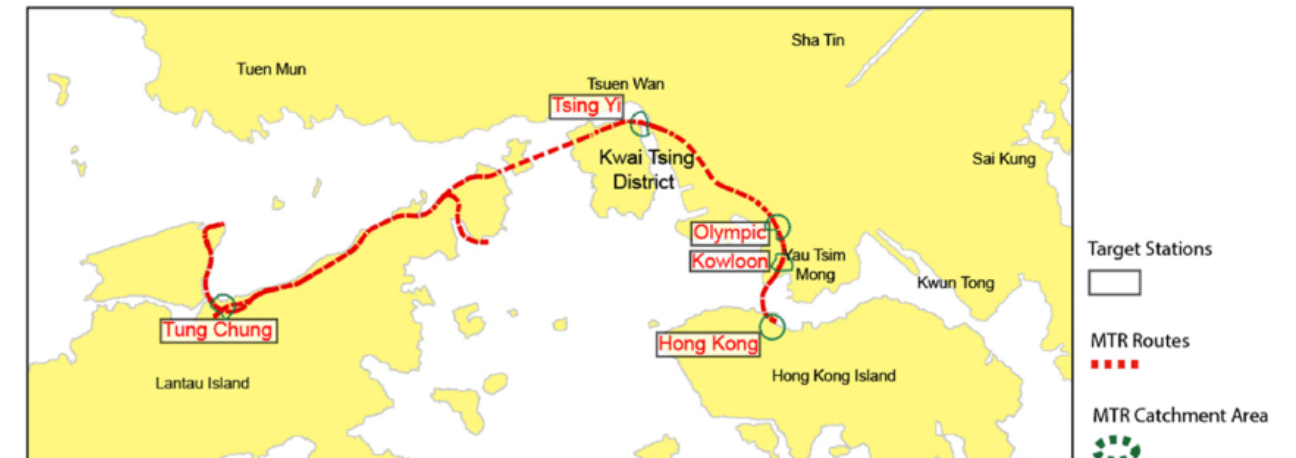 Sha Tin
Tuen Mun
Tsuen Wan
Tsing Yi
Kwai Tsing
District
Sai Kung
Olympic
Kowloon
Yau Tsim
Mong
Kwun Tong
Tung Chung
Hong Kong
Lantau Island
Hong Kong Island
Target Stations
MTR Routes
MTR Catchment Area